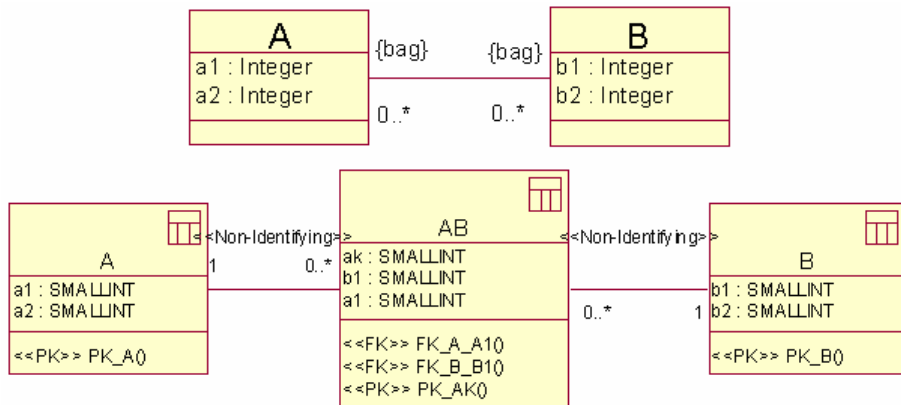 A
a1 : Integer
a2 : Integer
{bag}
0..*
{bag}
0..*
B
b1 : Integer
b2 : Integer
A
a1 : SMALLINT
a2 : SMALLINT
<<PK>> PK_A()
<<Non-Identifying>>
1
0..*
AB
ak : SMALLINT
b1 : SMALLINT
a1 : SMALLINT
<<FK>> FK_A_A1()
<<FK>> FK_B_B1()
<<PK>> PK_AK()
<<Non-Identifying>>
0..*
1
B
b1 : SMALLINT
b2 : SMALLINT
<<PK>> PK_B()